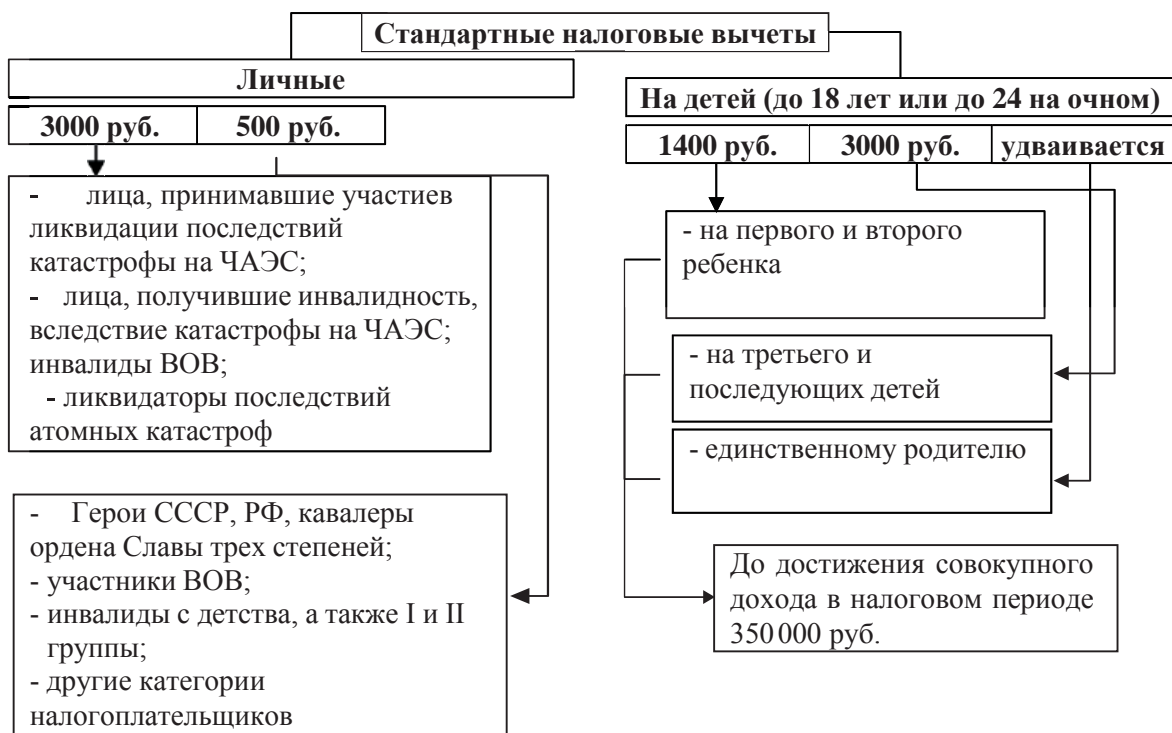 Стандартные налоговые вычеты
Личные
3000 руб. 500 руб.
- лица, принимавшие участиев
ликвидации последствий
катастрофы на ЧАЭС;
- лица, получившие инвалидность,
вследствие катастрофы на ЧАЭС;
инвалиды ВОВ;
- ликвидаторы последствий
атомных катастроф
- Герои СССР, РФ, кавалеры
ордена Славы трех степеней;
- участники ВОВ;
- инвалиды с детства, а также I и II
группы;
- другие категории
налогоплательщиков
На детей (до 18 лет или до 24 на очном)
1400 руб. 3000 руб. удваивается
- на первого и второго
ребенка
- на третьего и
последующих детей
- единственному родителю
До достижения совокупного
дохода в налоговом периоде
350 000 руб.